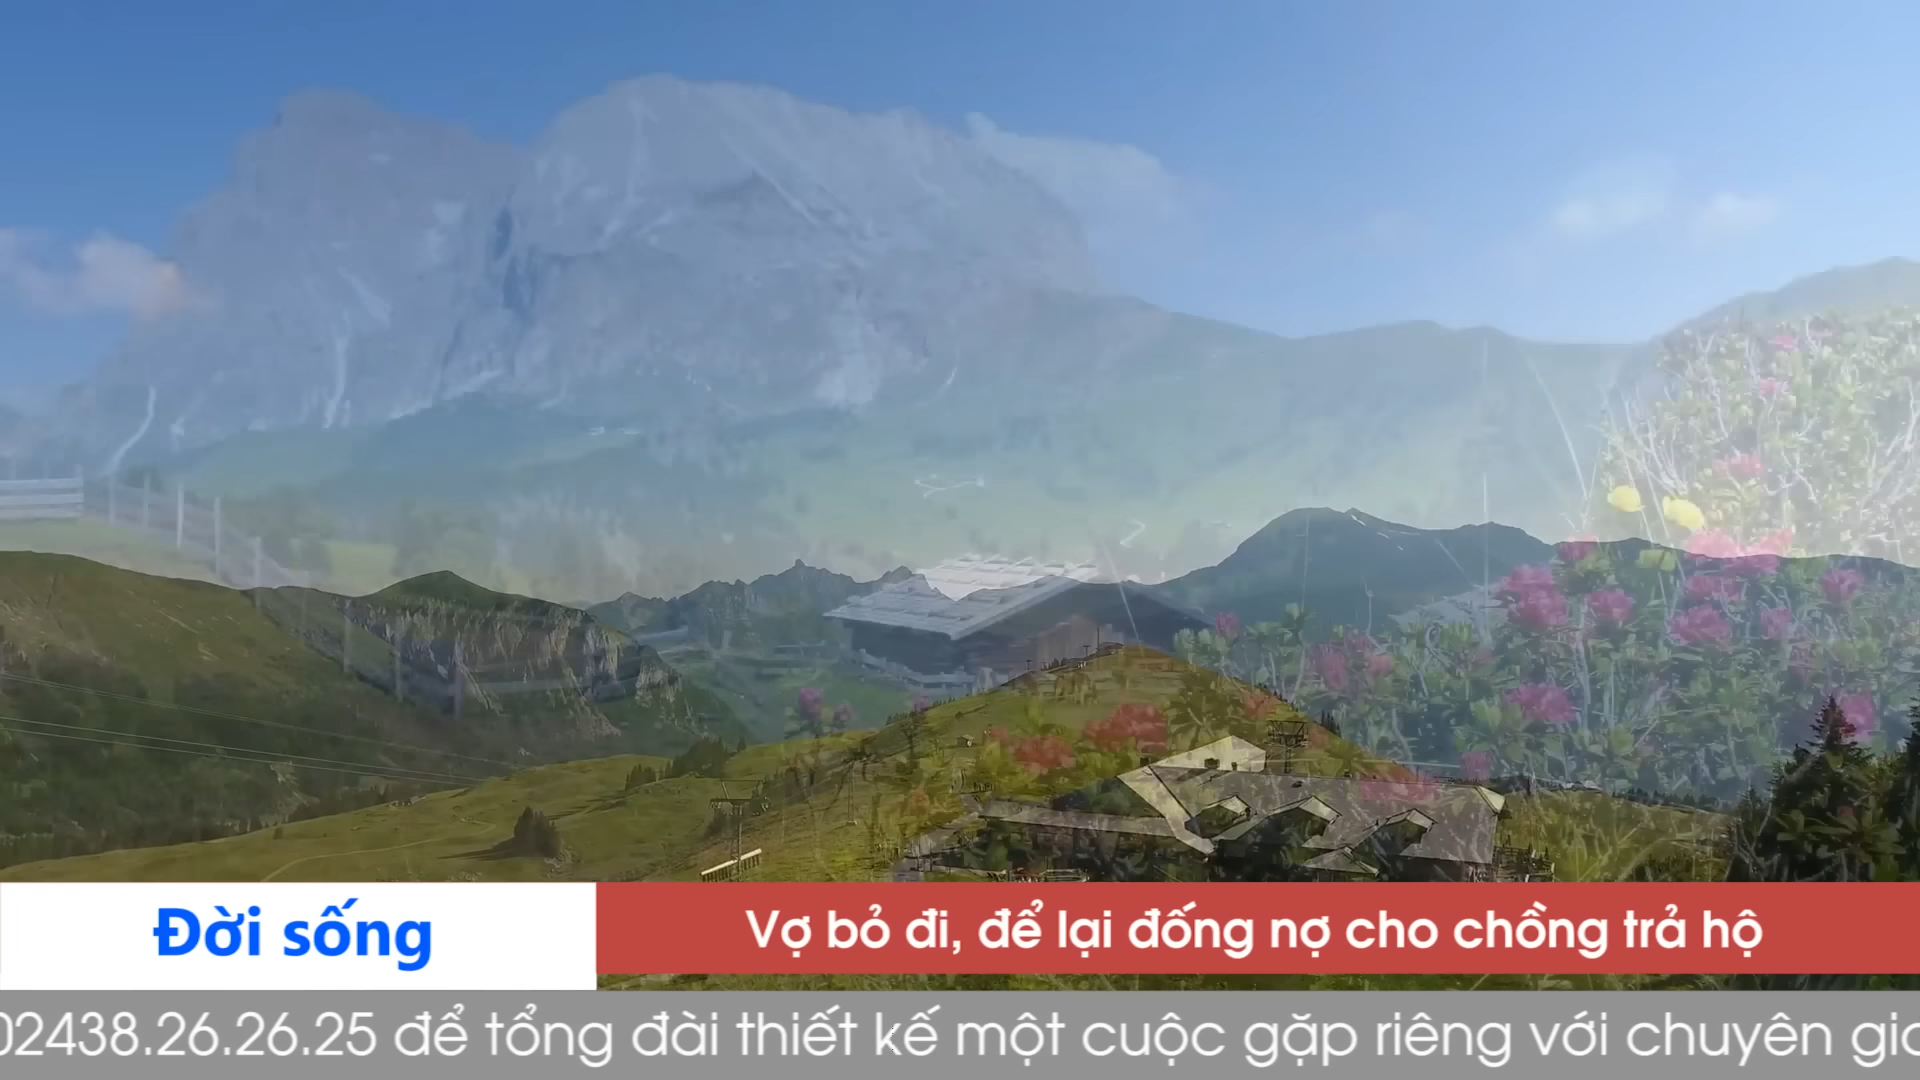 Đời sống
Vợ bỏ đi, để lại đống nợ cho chồng trả hộ
02438.26.26.25 để tổng đài thiết kế một cuộc gặp riêng với chuyên gia